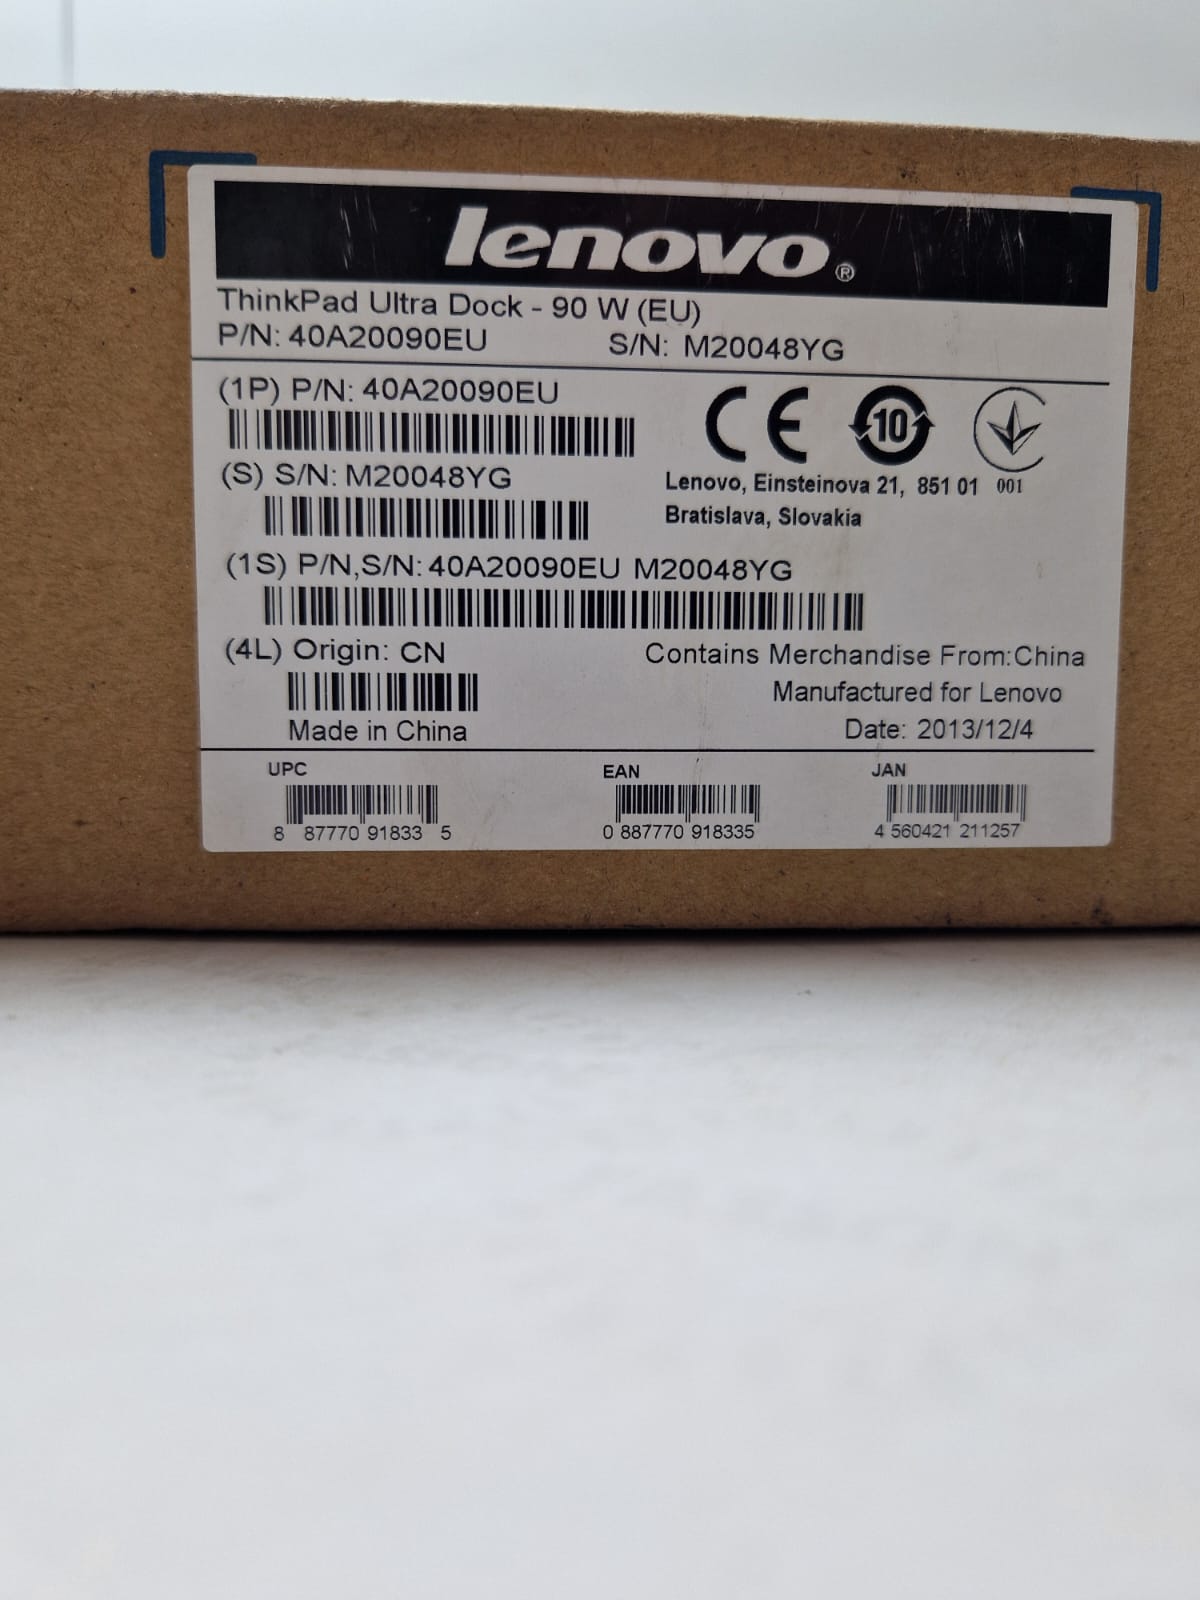 lenovo®
ThinkPad Ultra Dock - 90 W (EU)
P/N: 40A20090EU S/N: M20048YG
(1P) P/N: 40A20090EU
(S) S/N: M20048YG
CE 10
Lenovo, Einsteinova 21, 851 01 001
Bratislava, Slovakia
(1S) P/N,S/N: 40A20090EU M20048YG
(4L) Origin: CN
Made in China
Contains Merchandise From:China
Manufactured for Lenovo
Date: 2013/12/4
UPC
8 87770 91833 5
EAN
0 887770 918335
JAN
4 560421 211257